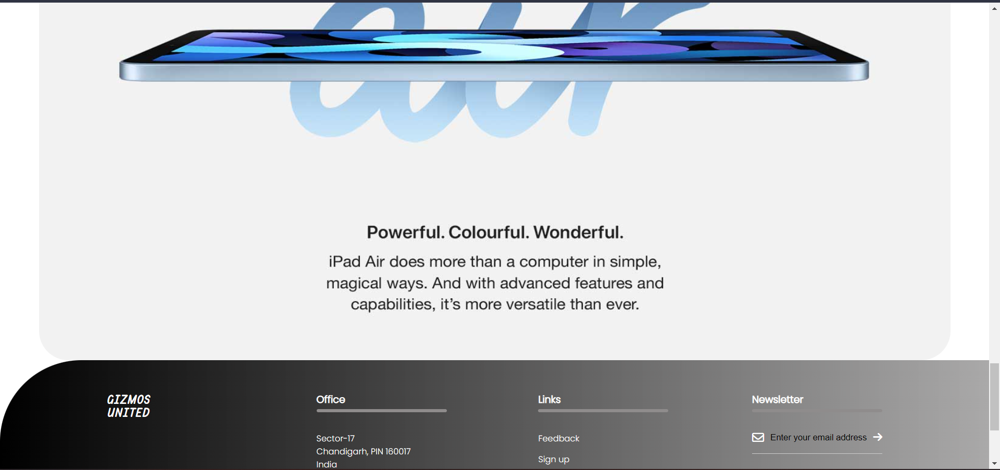 air
Powerful. Colourful. Wonderful.
iPad Air does more than a computer in simple,
magical ways. And with advanced features and
capabilities, it’s more versatile than ever.
GIZMOS
UNITED
Office
Sector-17
Chandigarh, PIN 160017
India
Links
Feedback
Sign up
Newsletter
Enter your email address